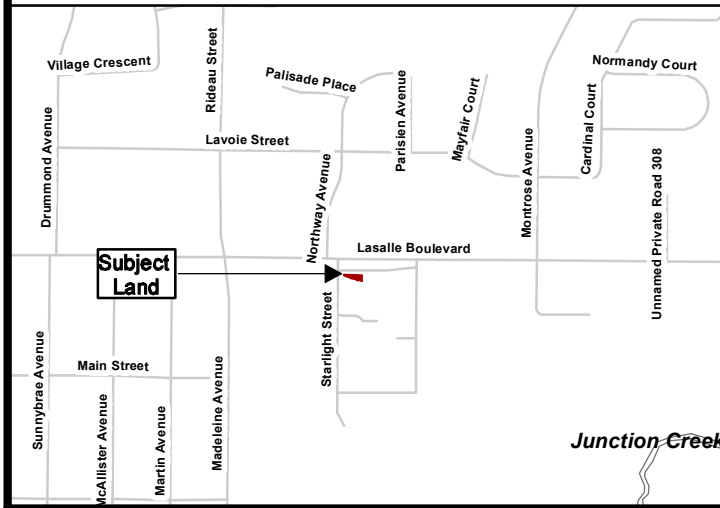 Village Crescent
Rideau Street
Palisade Place
Parisien Avenue
Mayfair Court
Normandy Court
Cardinal Court
Drummond Avenue
Lavoie Street
Northway Avenue
Montrose Avenue
Unnamed Private Road 308
Lasalle Boulevard
Subject
Land
Starlight Street
Sunnybrae Avenue
Main Street
McAllister Avenue
Martin Avenue
Madeleine Avenue
Junction Creek